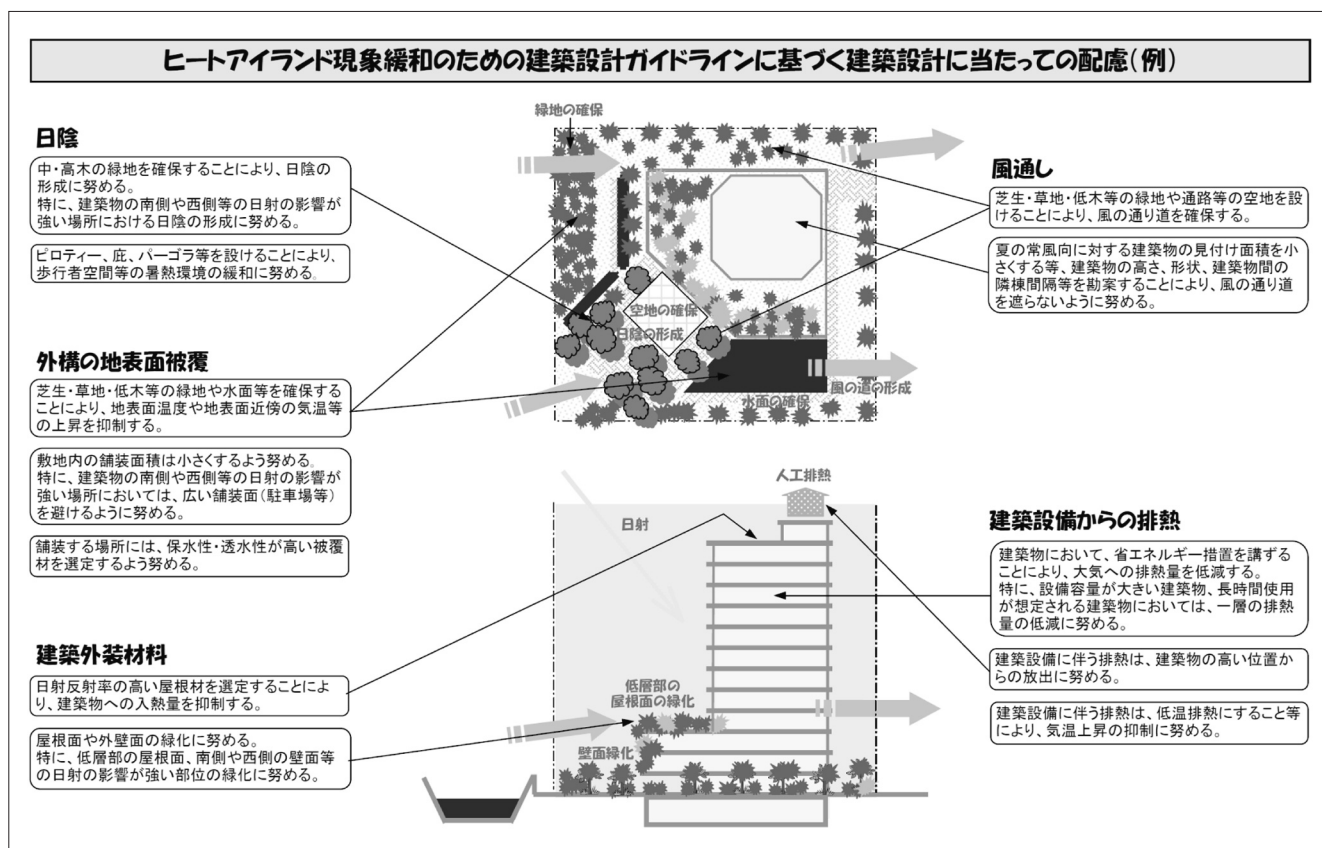 ヒートアイランド現象緩和のための建築設計ガイドラインに基づく建築設計に当たっての配慮(例)
日陰
中・高木の緑地を確保することにより、日陰の
形成に努める。
特に、建築物の南側や西側等の日射の影響が
強い場所における日陰の形成に努める。
ピロティー、庇、パーゴラ等を設けることにより、
歩行者空間等の暑熱環境の緩和に努める。
外構の地表面被覆
芝生・草地・低木等の緑地や水面等を確保する
ことにより、地表面温度や地表面近傍の気温等
の上昇を抑制する。
敷地内の舗装面積は小さくするよう努める。
特に、建築物の南側や西側等の日射の影響が
強い場所においては、広い舗装面(駐車場等)
を避けるように努める。
舗装する場所には、保水性・透水性が高い被覆
材を選定するよう努める。
建築外装材料
日射反射率の高い屋根材を選定することによ
り、建築物への入熱量を抑制する。
屋根面や外壁面の緑化に努める。
特に、低層部の屋根面、南側や西側の壁面等
の日射の影響が強い部位の緑化に努める。
緑地の確保
空地の確保
日陰の形成
風の道の形成
水面の確保
人工排熱
日射
低層部の
屋根面の緑化
壁面緑化
風通し
芝生・草地・低木等の緑地や通路等の空地を設
けることにより、風の通り道を確保する。
夏の常風向に対する建築物の見付け面積を小
さくする等、建築物の高さ、形状、建築物間の
隣棟間隔等を勘案することにより、風の通り道
を遮らないように努める。
建築設備からの排熱
建築物において、省エネルギー措置を講ずる
ことにより、大気への排熱量を低減する。
特に、設備容量が大きい建築物、長時間使用
が想定される建築物においては、一層の排熱
量の低減に努める。
建築設備に伴う排熱は、建築物の高い位置か
らの放出に努める。
建築設備に伴う排熱は、低温排熱にすること等
により、気温上昇の抑制に努める。